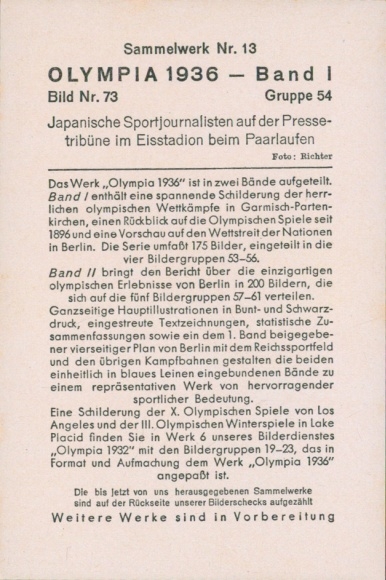 Sammelwerk Nr. 13
OLYMPIA 1936 — Band I
Bild Nr. 73 Gruppe 54
Japanische Sportjournalisten auf der Presse-
tribüne im Eisstadion beim Paarlaufen
Foto: Richter
Das Werk „Olympia 1936" ist in zwei Bände aufgeteilt.
Band I enthält eine spannende Schilderung der herr-
lichen olympischen Wettkämpfe in Garmisch-Parten-
kirchen, einen Rückblick auf die Olympischen Spiele seit
1896 und eine Vorschau auf den Wettstreit der Nationen
in Berlin. Die Serie umfaßt 175 Bilder, eingeteilt in die
vier Bildergruppen 53–56.
Band II bringt den Bericht über die einzigartigen
olympischen Erlebnisse von Berlin in 200 Bildern, die
sich auf die fünf Bildergruppen 57–61 verteilen.
Ganzseitige Hauptillustrationen in Bunt- und Schwarz-
druck, eingestreute Textzeichnungen, statistische Zu-
sammenfassungen sowie ein dem 1. Band beigegebe-
ner vierseitiger Plan von Berlin mit dem Reichssportfeld
und den übrigen Kampfbahnen gestalten die beiden
einheitlich in blaues Leinen eingebundenen Bände zu
einem repräsentativen Werk von hervorragender
sportlicher Bedeutung.
Eine Schilderung der X. Olympischen Spiele von Los
Angeles und der III. Olympischen Winterspiele in Lake
Placid finden Sie in Werk 6 unseres Bilderdienstes
„Olympia 1932" mit den Bildergruppen 19–23, das in
Format und Aufmachung dem Werk „Olympia 1936"
angepaßt ist.
Die bis jetzt von uns herausgegebenen Sammelwerke
sind auf der Rückseite unserer Bilderschecks aufgezählt
Weitere Werke sind in Vorbereitung